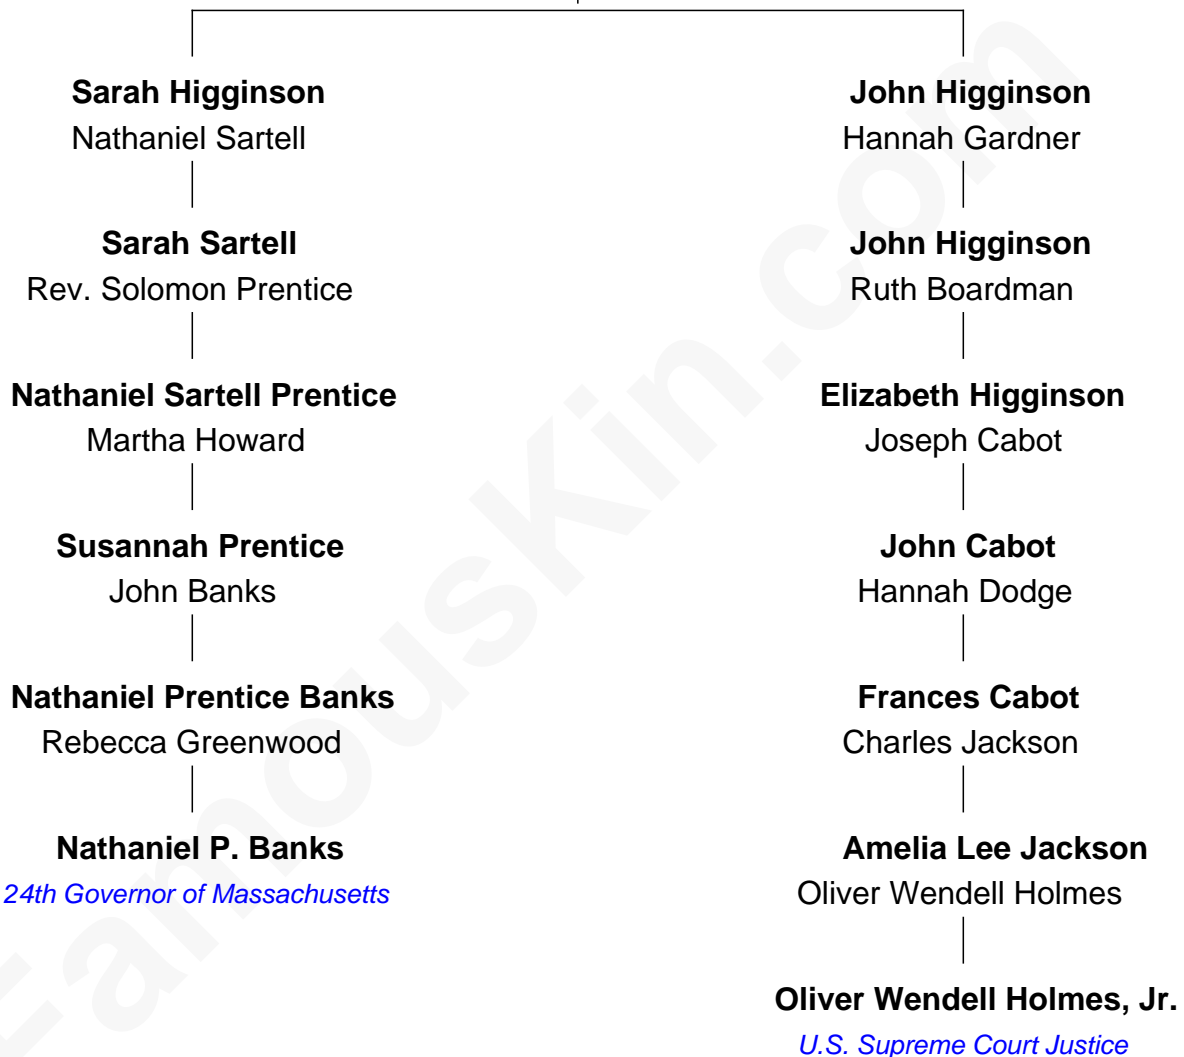 Sarah Higginson
Nathaniel Sartell
John Higginson
Hannah Gardner
Sarah Sartell
Rev. Solomon Prentice
John Higginson
Ruth Boardman
Nathaniel Sartell Prentice
Martha Howard
Elizabeth Higginson
Joseph Cabot
Susannah Prentice
John Banks
John Cabot
Hannah Dodge
Nathaniel Prentice Banks
Rebecca Greenwood
Frances Cabot
Charles Jackson
Nathaniel P. Banks
24th Governor of Massachusetts
Amelia Lee Jackson
Oliver Wendell Holmes
Oliver Wendell Holmes, Jr.
U.S. Supreme Court Justice
FamousKin.com